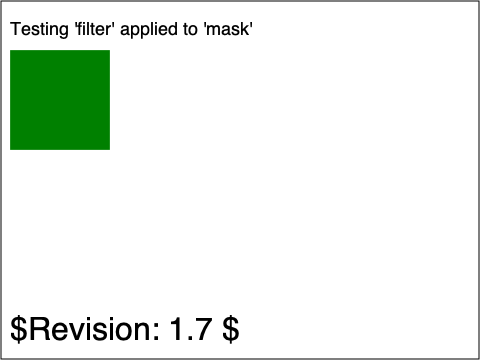 Testing 'filter' applied to 'mask'
$Revision: 1.7 $